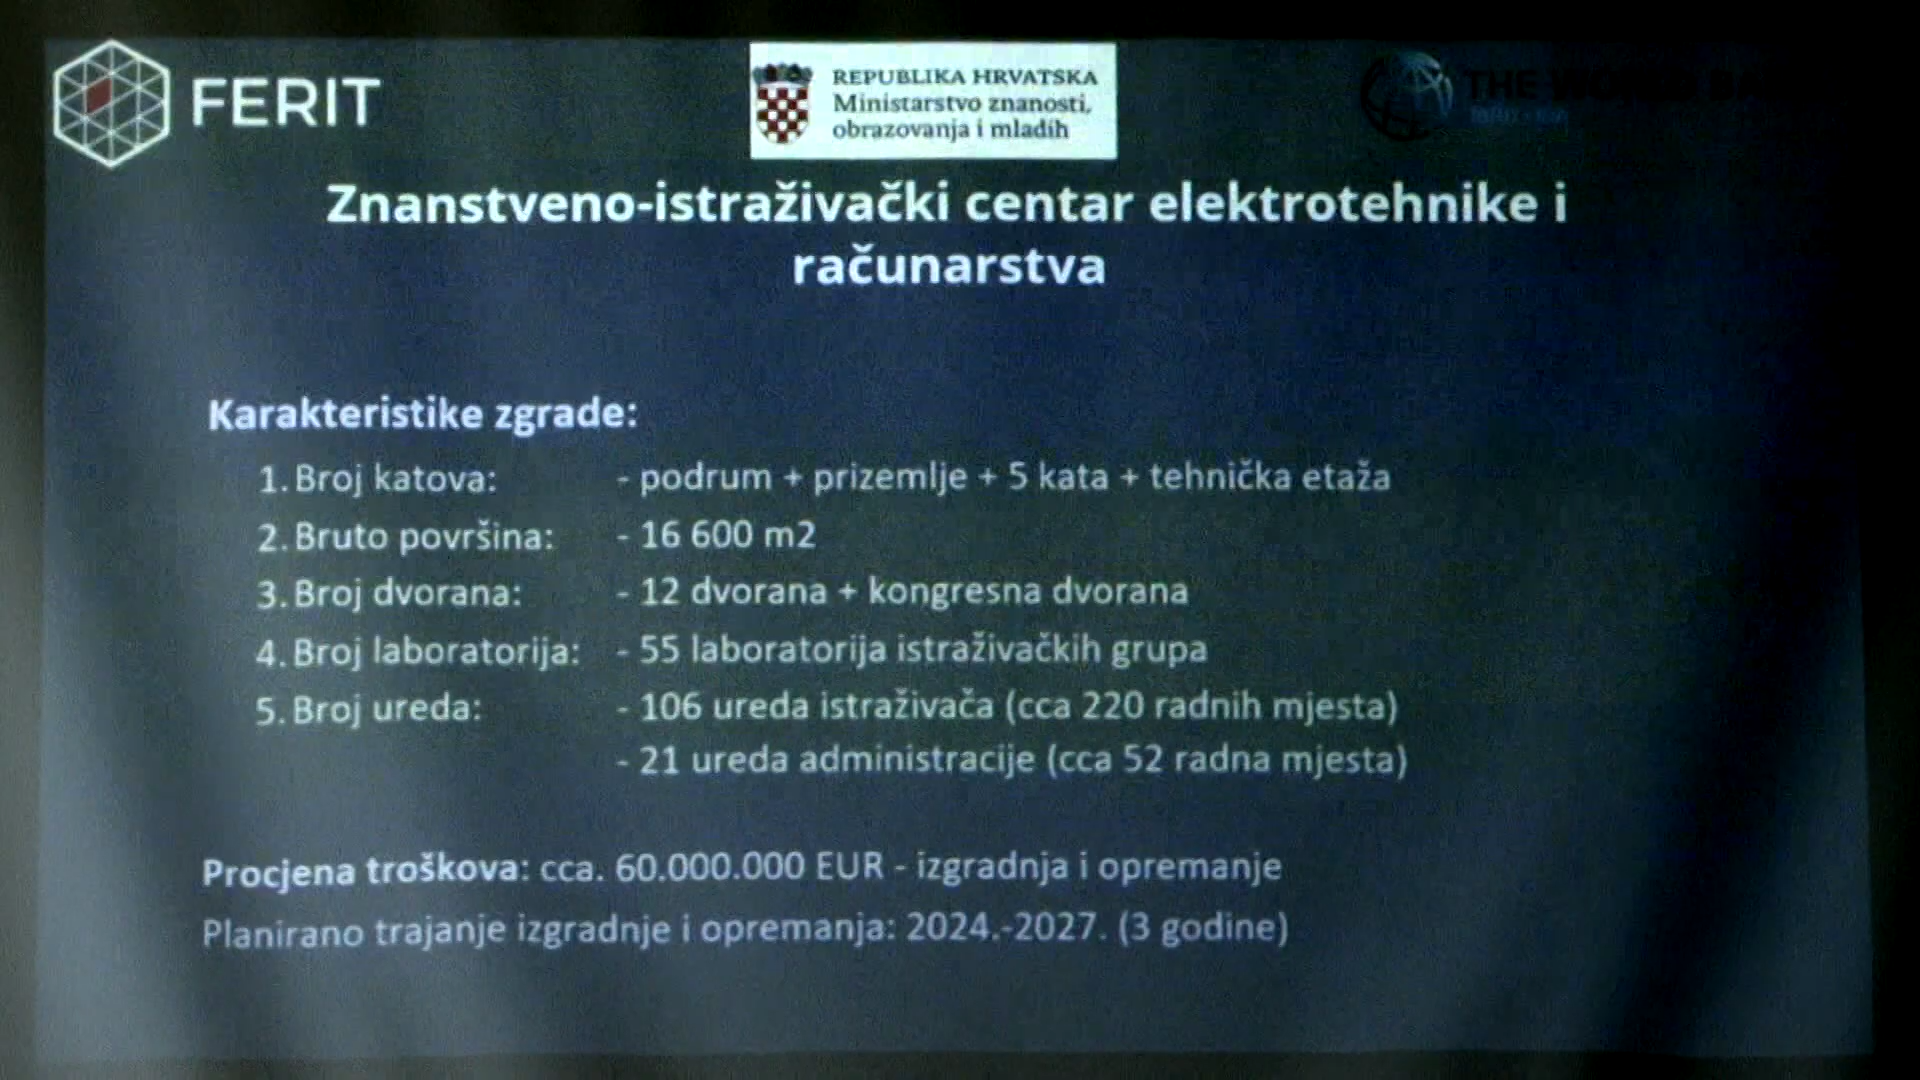 FERIT
REPUBLIKA HRVATSKA
Ministarstvo znanosti,
obrazovanja i mladih
THE WORLD
Znanstveno-istraživački centar elektrotehnike i
računarstva
Karakteristike zgrade:
1. Broj katova: - podrum + prizemlje + 5 kata + tehnička etaža
2. Bruto površina: - 16 600 m2
3. Broj dvorana: - 12 dvorana + kongresna dvorana
4. Broj laboratorija: - 55 laboratorija istraživačkih grupa
5. Broj ureda: - 106 ureda istraživača (cca 220 radnih mjesta)
- 21 ureda administracije (cca 52 radna mjesta)
Procjena troškova: cca. 60.000.000 EUR - izgradnja i opremanje
Planirano trajanje izgradnje i opremanja: 2024.-2027. (3 godine)